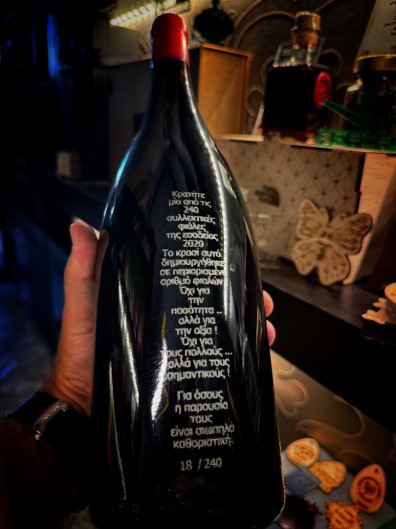 Κρατάτε
μία από τις
240
συλλεκτικές
φιάλες
της εσοδείας
2020
Το κρασί αυτό
δημιουργήθηκε
σε περιορισμένο
αριθμό φιαλών
Όχι για
την
ποσότητα ..
αλλά για
την αξία !
Όχι για
τους πολλούς ...
αλλά για τους
σημαντικούς !
Για όσους
η παρουσία
τους
είναι σιωπηλά
καθοριστική.
18 / 240